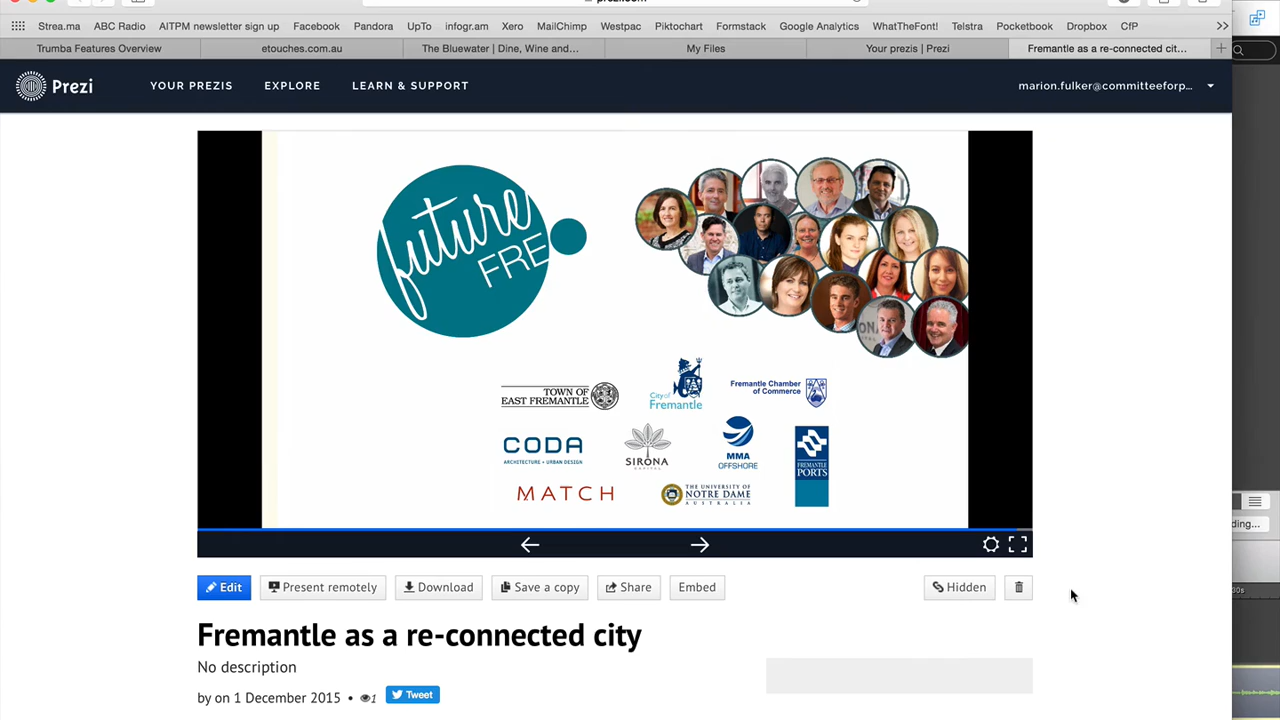 Strea.ma ABC Radio AITPM newsletter sign up Facebook Pandora UpTo infogr.am Xero MailChimp Westpac Piktochart Formstack Google Analytics WhatTheFont! Telstra Pocketbook Dropbox CfP
Trumba Features Overview etouches.com.au The Bluewater | Dine, Wine and... My Files Your prezis | Prezi Fremantle as a re-connected cit...
Prezi YOUR PREZIS EXPLORE LEARN & SUPPORT marion.fulker@committeeforp...
future
FRE
TOWN OF
EAST FREMANTLE
City of
Fremantle
Fremantle Chamber
of Commerce
CODA
ARCHITECTURE + URBAN DESIGN
SIRONA
CAPITAL
MMA
OFFSHORE
FREMANTLE
PORTS
MATCH
THE UNIVERSITY OF
NOTRE DAME
AUSTRALIA
ding...
30s
Edit Present remotely Download Save a copy Share Embed Hidden
Fremantle as a re-connected city
No description
by on 1 December 2015 • 1 Tweet